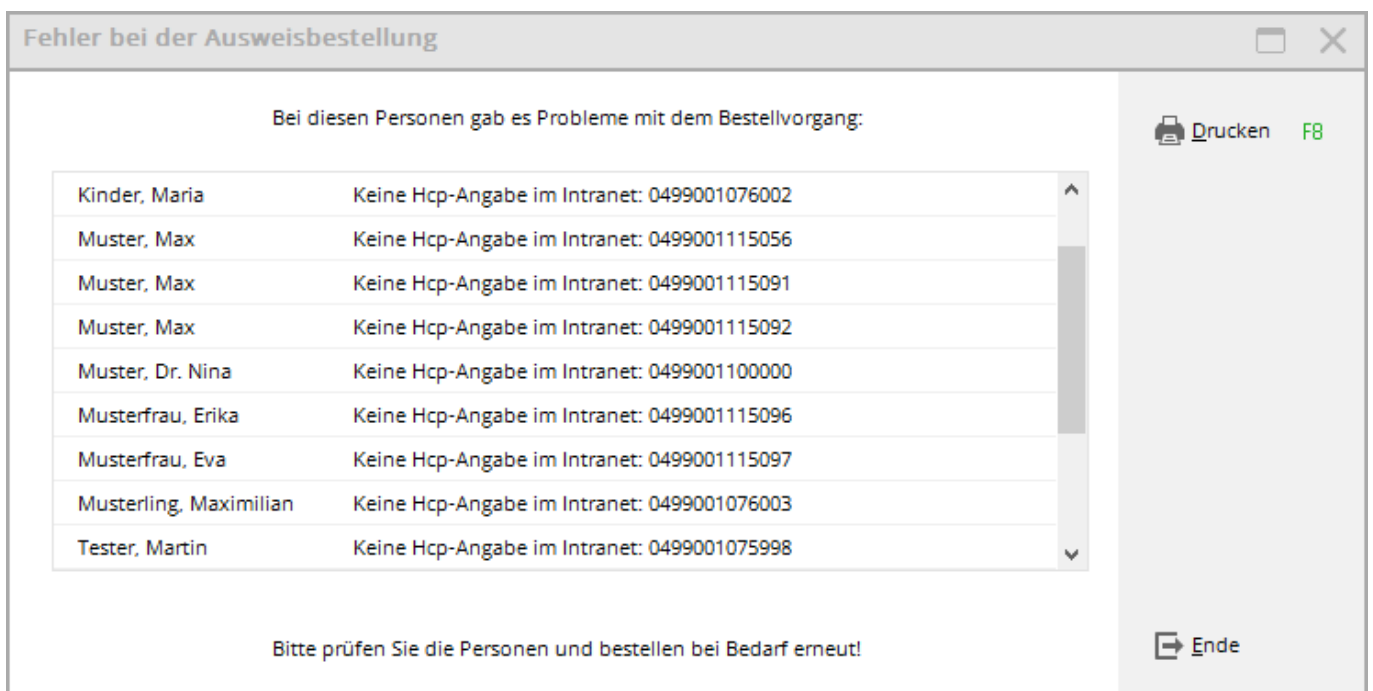 Fehler bei der Ausweisbestellung
Bei diesen Personen gab es Probleme mit dem Bestellvorgang:
Drucken F8
Kinder, Maria Keine Hcp-Angabe im Intranet: 0499001076002
Muster, Max Keine Hcp-Angabe im Intranet: 0499001115056
Muster, Max Keine Hcp-Angabe im Intranet: 0499001115091
Muster, Max Keine Hcp-Angabe im Intranet: 0499001115092
Muster, Dr. Nina Keine Hcp-Angabe im Intranet: 0499001100000
Musterfrau, Erika Keine Hcp-Angabe im Intranet: 0499001115096
Musterfrau, Eva Keine Hcp-Angabe im Intranet: 0499001115097
Musterling, Maximilian Keine Hcp-Angabe im Intranet: 0499001076003
Tester, Martin Keine Hcp-Angabe im Intranet: 0499001075998
Bitte prüfen Sie die Personen und bestellen bei Bedarf erneut!
Ende